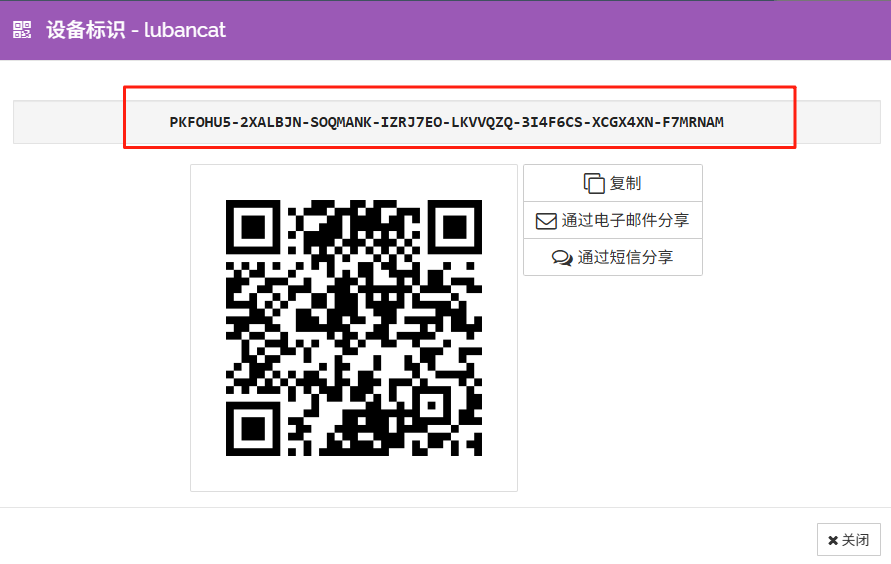 设备标识 - lubancat
PKFOHU5-2XALBJN-SOQMANK-IZRJ7EO-LKVVQZQ-3I4F6CS-XCGX4XN-F7MRNAM
复制
通过电子邮件分享
通过短信分享
关闭